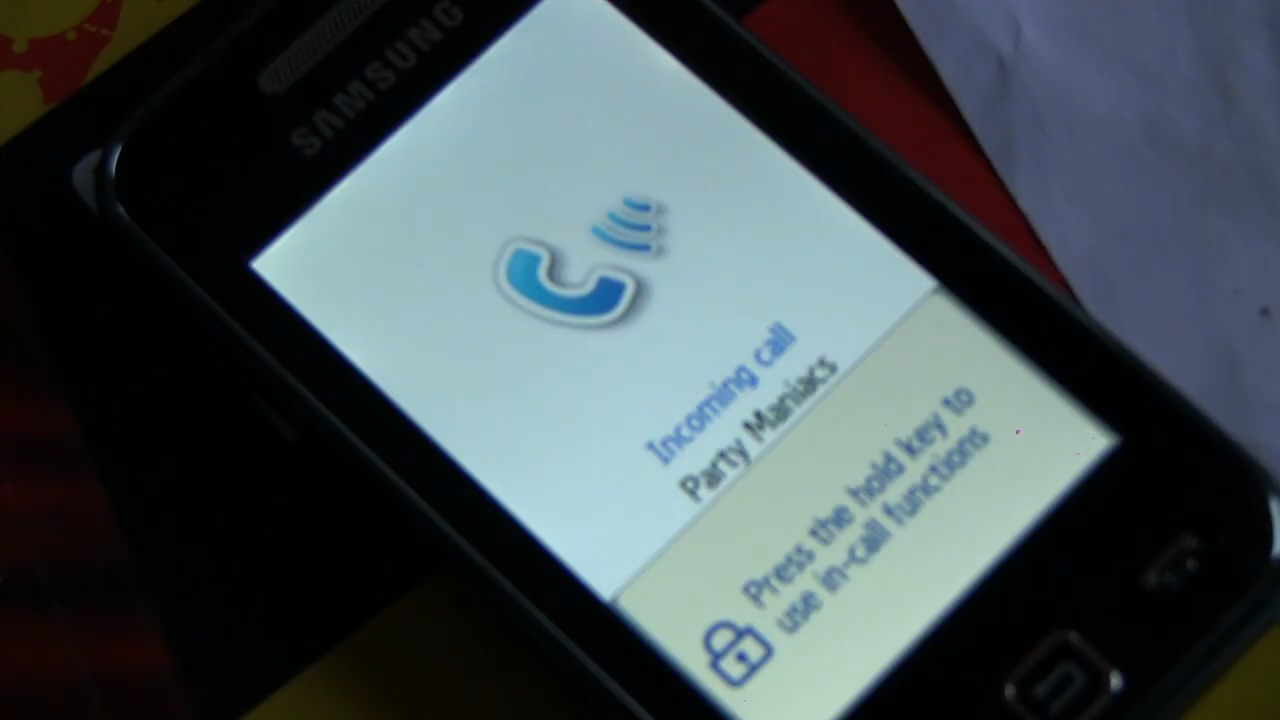 SAMSUNG
Incoming call
Party Maniacs
Press the hold key to
use in-call functions